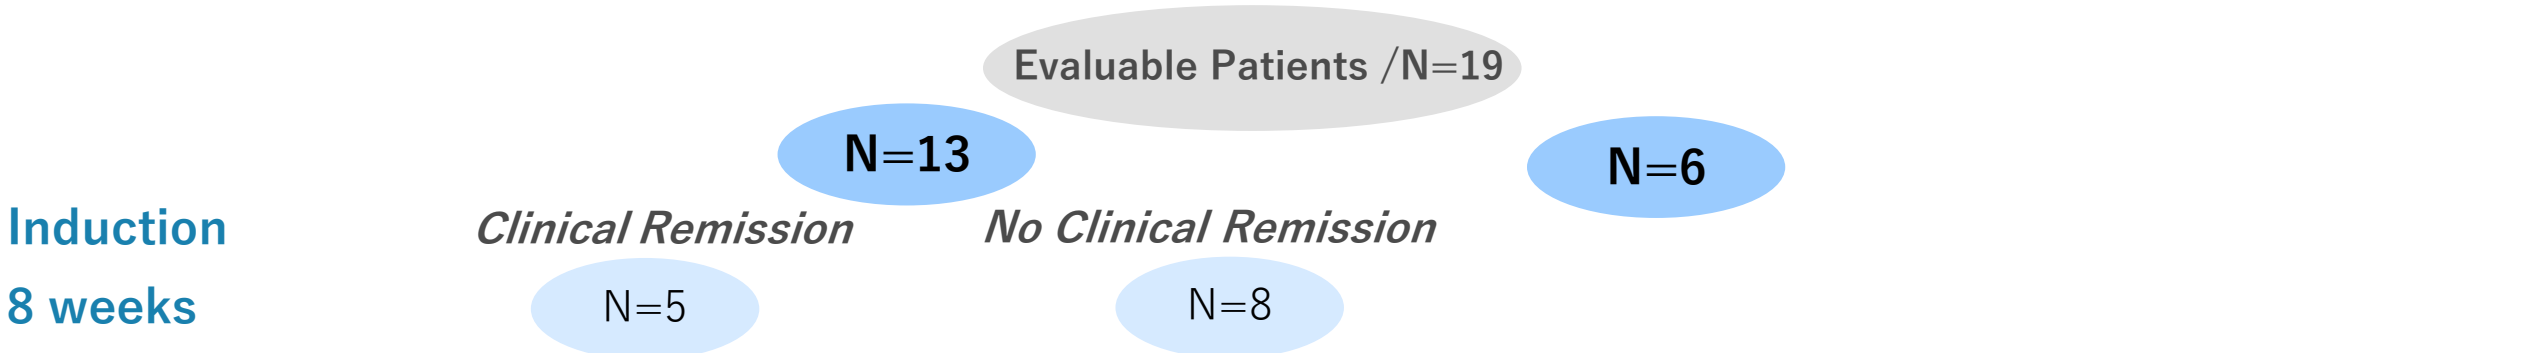 Evaluable Patients /N=19
N=13
N=6
Induction
8 weeks
Clinical Remission
No Clinical Remission
N=5
N=8